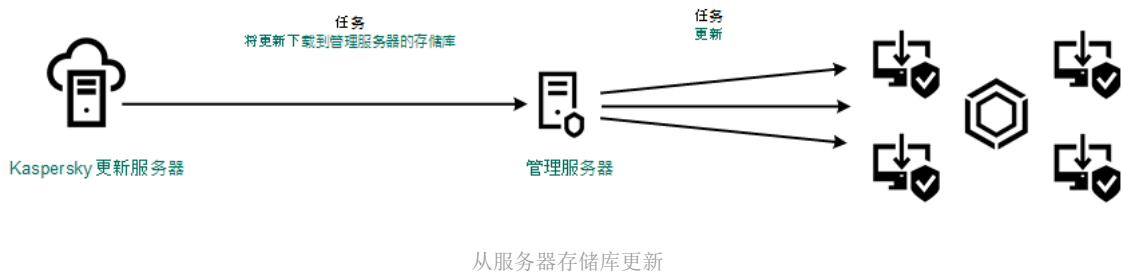 任务
将更新下载到管理服务器的存储库
任务
更新
Kaspersky 更新服务器
管理服务器
从服务器存储库更新